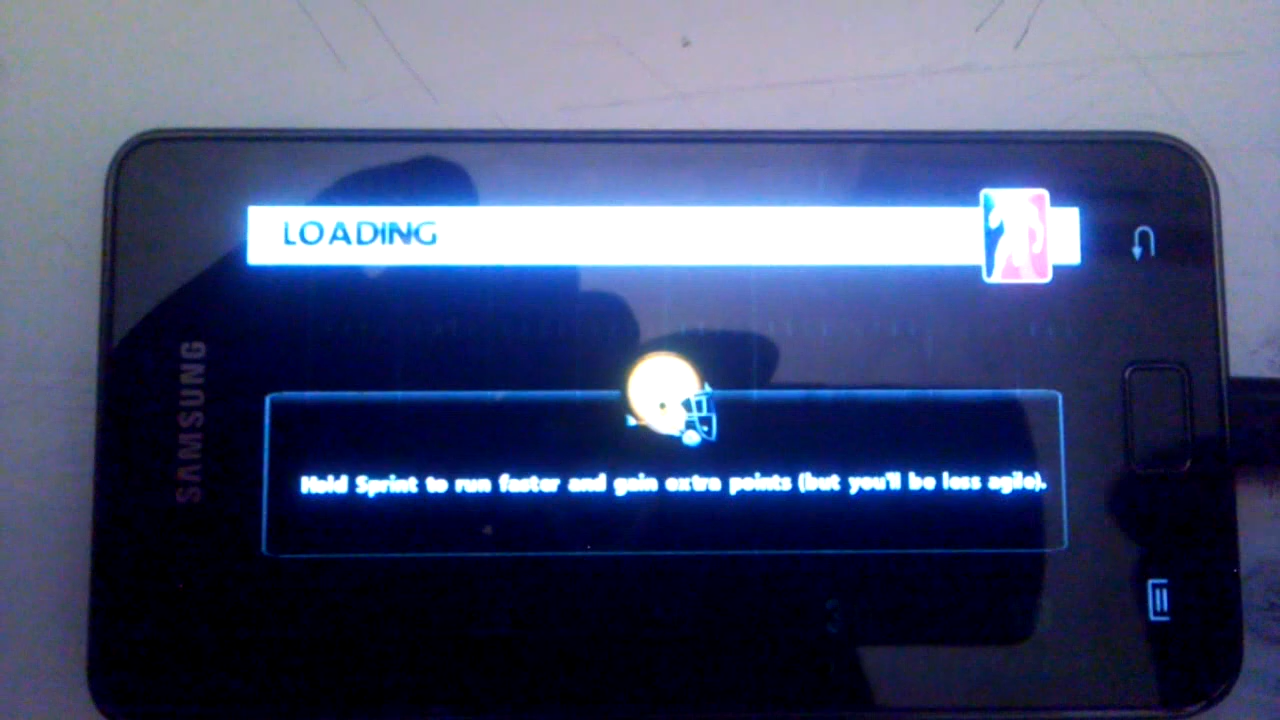 LOADING
SAMSUNG
Hold Sprint to run faster and gain extra points (but you'll be less agile).